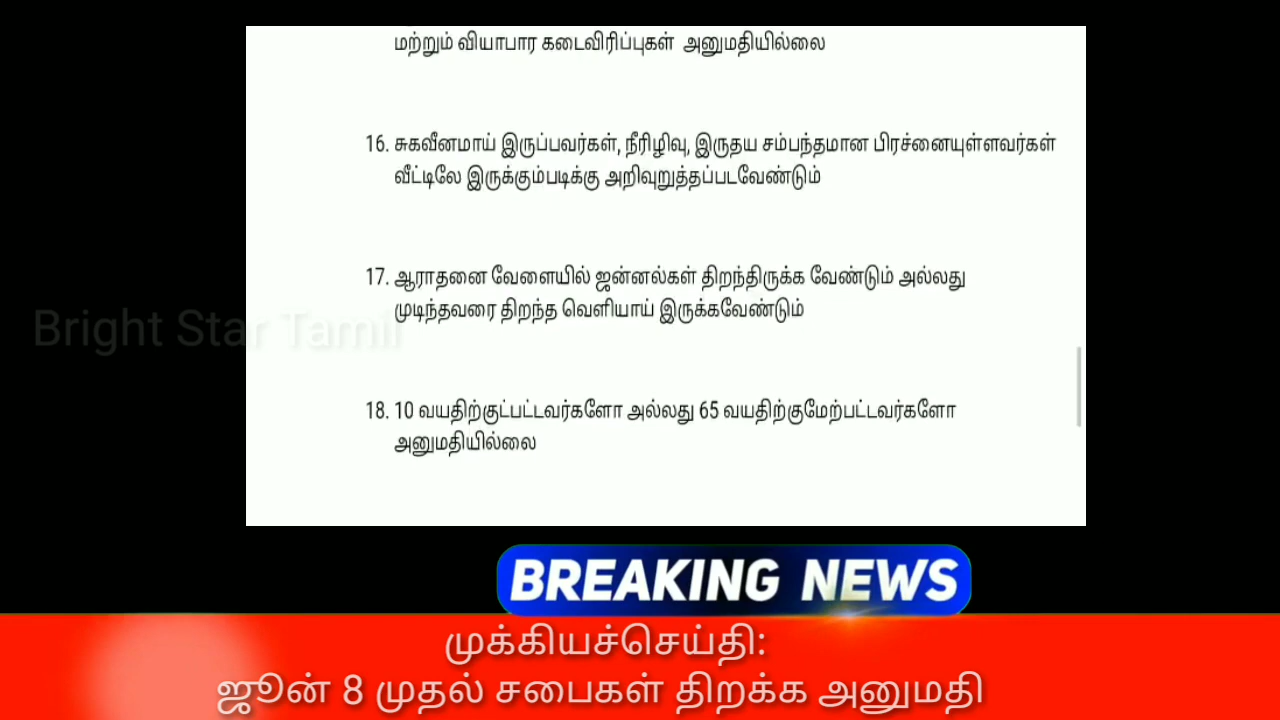 மற்றும் வியாபார கடைவிரிப்புகள் அனுமதியில்லை
16. சுகவீனமாய் இருப்பவர்கள், நீரிழிவு, இருதய சம்பந்தமான பிரச்னையுள்ளவர்கள்
வீட்டிலே இருக்கும்படிக்கு அறிவுறுத்தப்படவேண்டும்
17. ஆராதனை வேளையில் ஜன்னல்கள் திறந்திருக்க வேண்டும் அல்லது
முடிந்தவரை திறந்த வெளியாய் இருக்கவேண்டும்
Bright Star Tamil
18. 10 வயதிற்குட்பட்டவர்களோ அல்லது 65 வயதிற்குமேற்பட்டவர்களோ
அனுமதியில்லை
BREAKING NEWS
முக்கியச்செய்தி:
ஜூன் 8 முதல் சபைகள் திறக்க அனுமதி